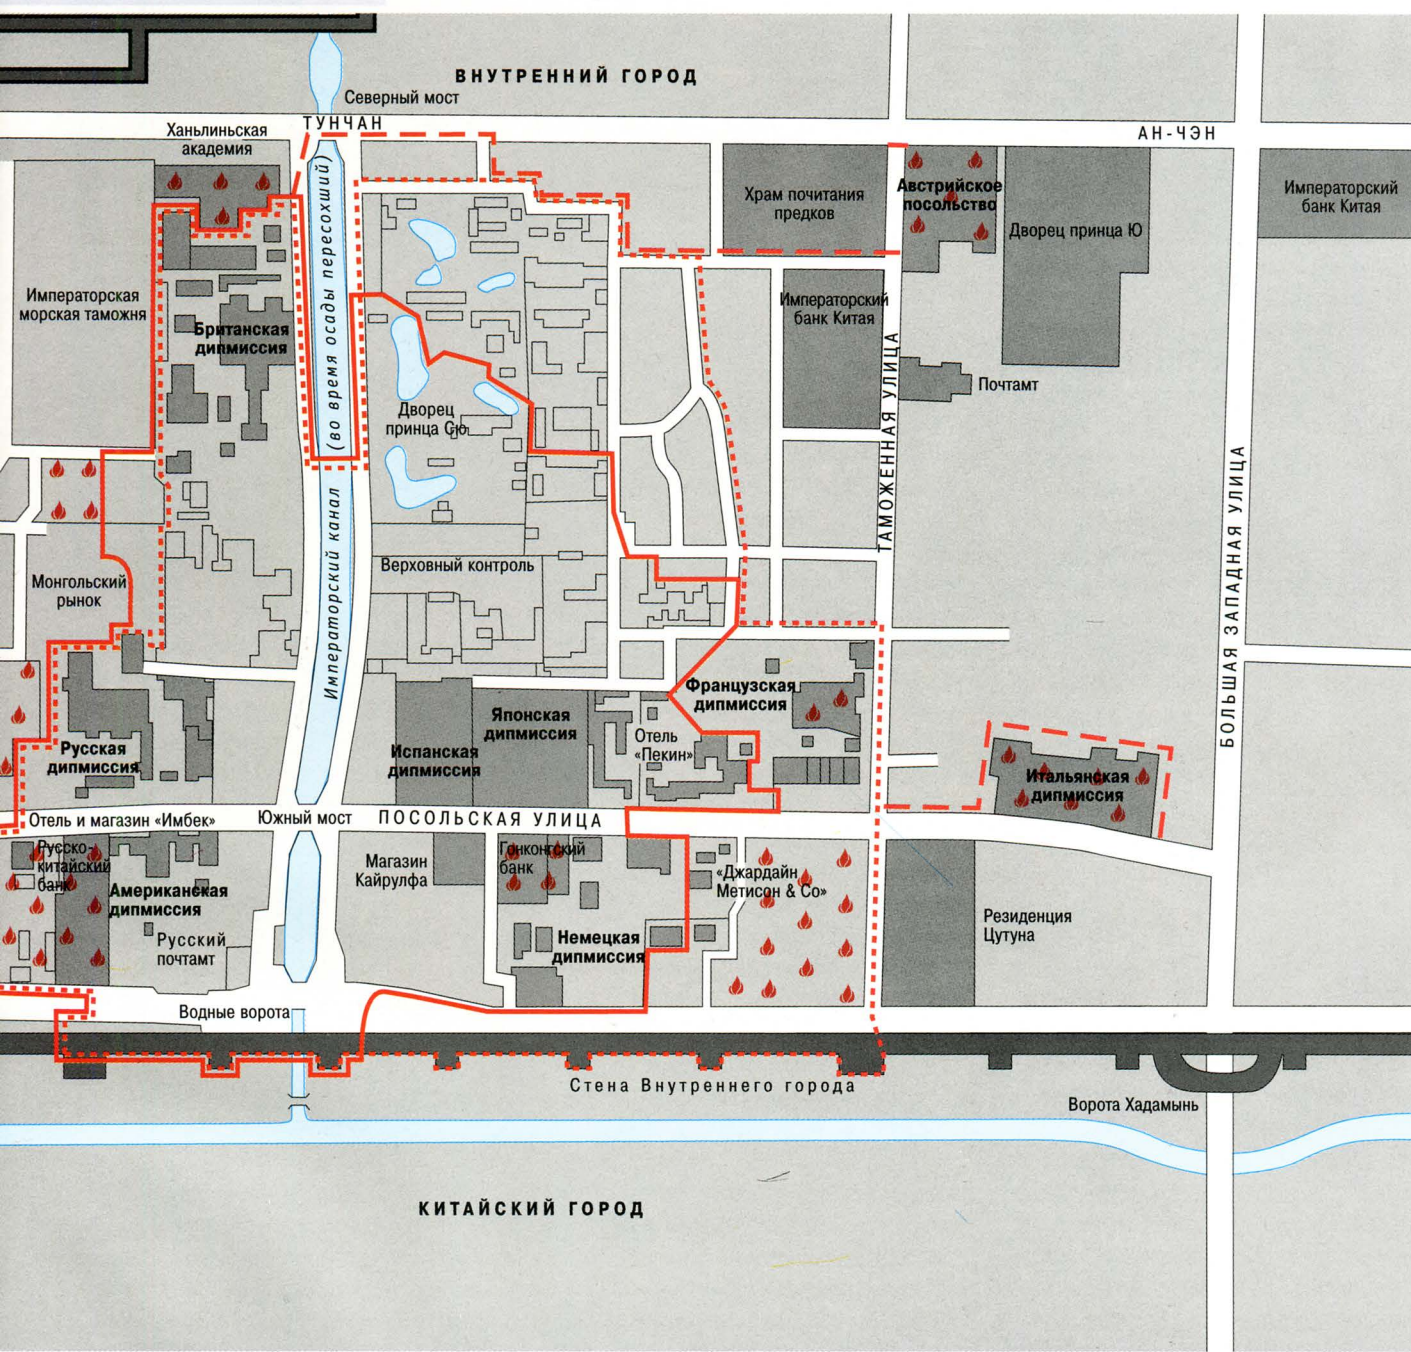 ВНУТРЕННИЙ ГОРОД
Северный мост
ТУНЧАН
АН-ЧЭН
Ханьлиньская
академия
Храм почитания
предков
Австрийское
посольство
Дворец принца Ю
Императорский
банк Китая
Императорская
морская таможня
Британская
дипмиссия
(во время осады пересохший)
Императорский канал
Императорский
банк Китая
ТАМОЖЕННАЯ УЛИЦА
Почтамт
Дворец
принца Сю
БОЛЬШАЯ ЗАПАДНАЯ УЛИЦА
Монгольский
рынок
Верховный контроль
Французская
дипмиссия
Японская
дипмиссия
Испанская
дипмиссия
Отель
«Пекин»
Русская
дипмиссия
Итальянская
дипмиссия
Отель и магазин «Имбек»
Южный мост
ПОСОЛЬСКАЯ УЛИЦА
Русско-
китайский
банк
Американская
дипмиссия
Русский
почтамт
Магазин
Кайрулфа
Гонконгский
банк
«Джардайн
Метисон & Со»
Немецкая
дипмиссия
Резиденция
Цутуна
Водные ворота
Стена Внутреннего города
Ворота Хадамынь
КИТАЙСКИЙ ГОРОД